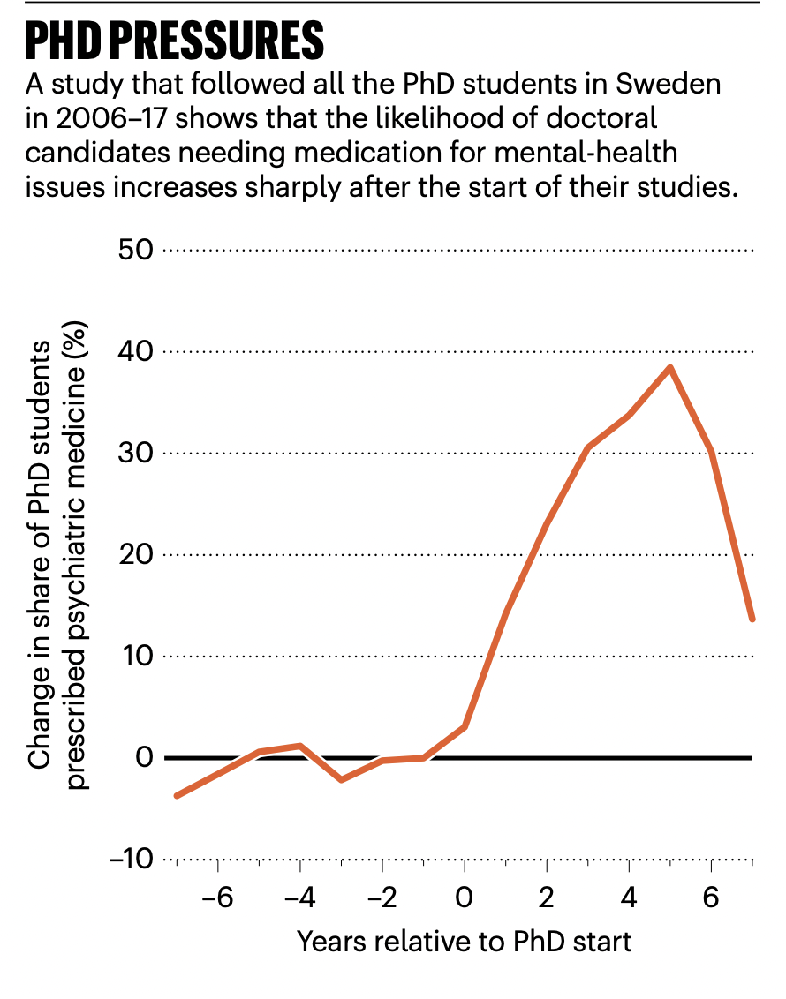 PHD PRESSURES
A study that followed all the PhD students in Sweden
in 2006–17 shows that the likelihood of doctoral
candidates needing medication for mental-health
issues increases sharply after the start of their studies.
Change in share of PhD students
prescribed psychiatric medicine (%)
50
40
30
20
10
0
–10
–6 –4 –2 0 2 4 6
Years relative to PhD start